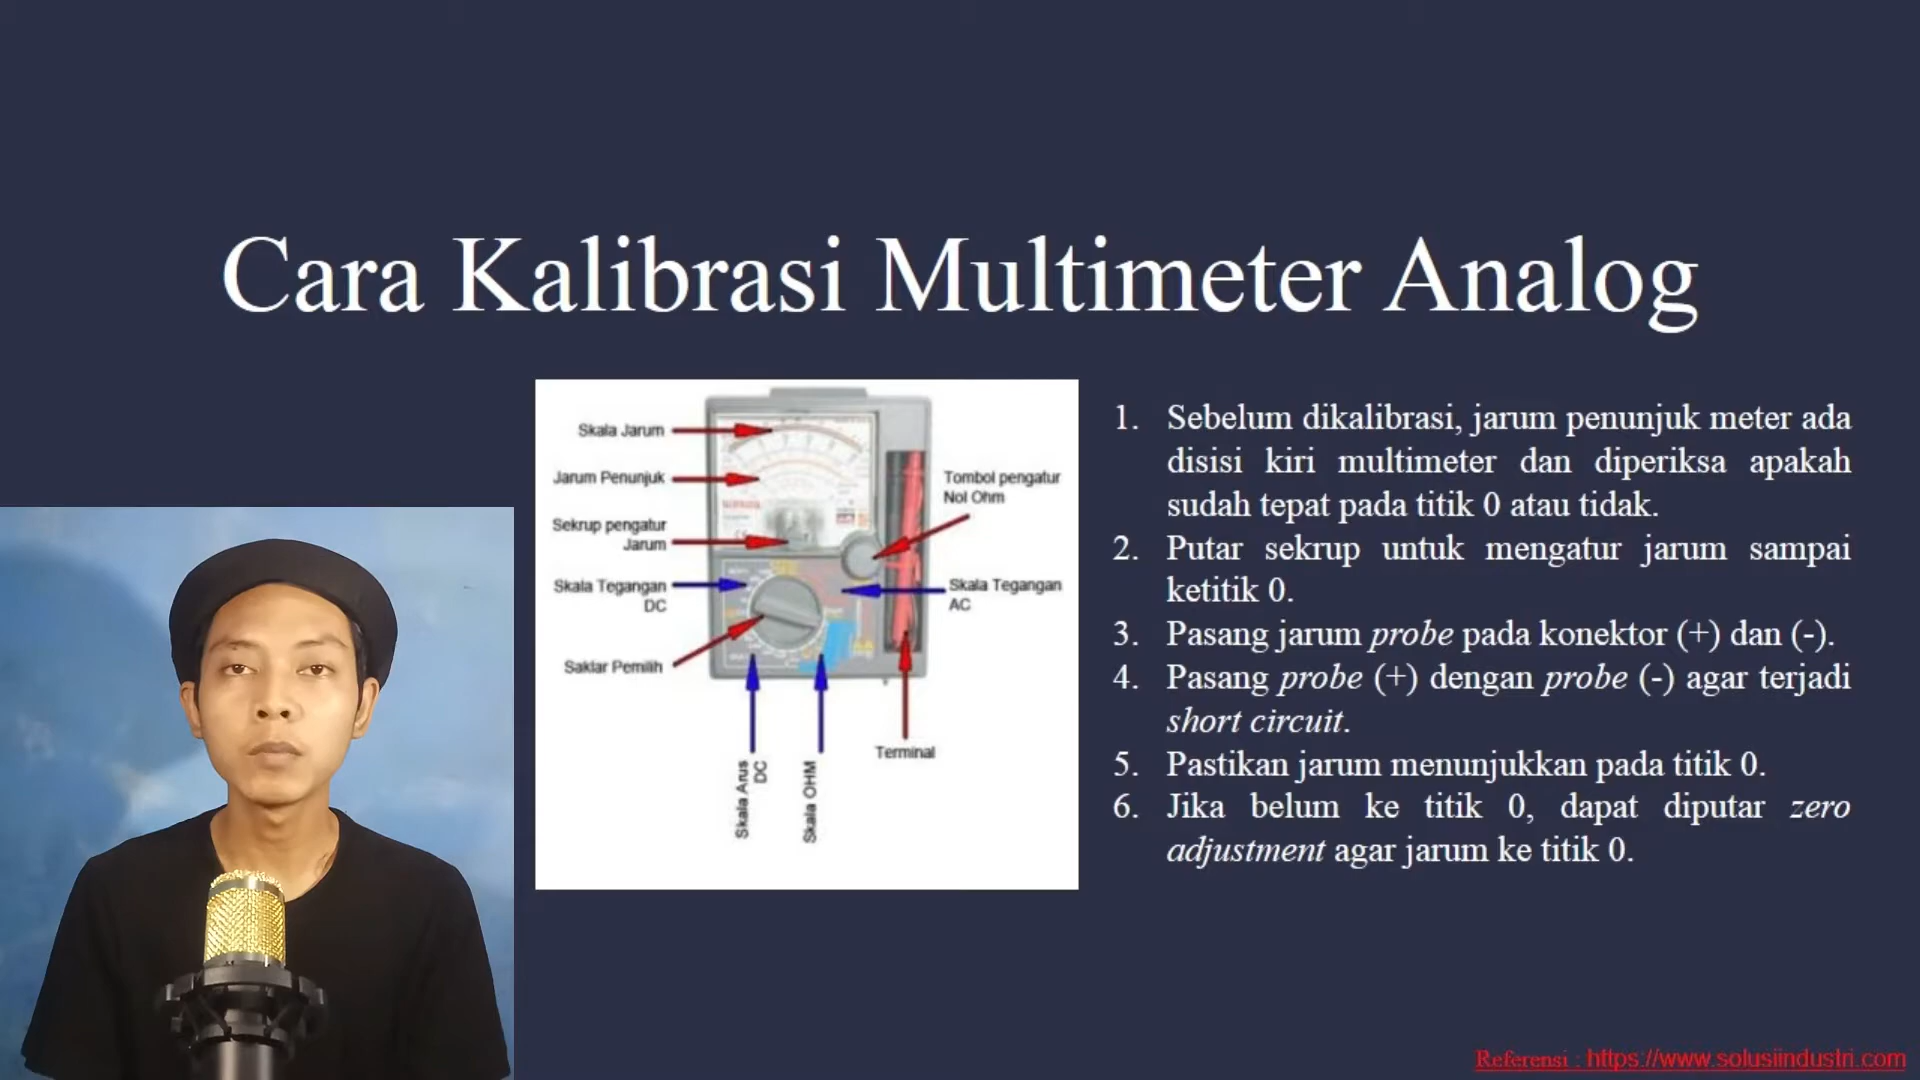 Cara Kalibrasi Multimeter Analog
Skala Jarum
Jarum Penunjuk
Sekrup pengatur
Jarum
Skala Tegangan
DC
Saklar Pemilih
Skala Arus
DC
Skala OHM
Terminal
Tombol pengatur
Nol Ohm
Skala Tegangan
AC
1. Sebelum dikalibrasi, jarum penunjuk meter ada
disisi kiri multimeter dan diperiksa apakah
sudah tepat pada titik 0 atau tidak.
2. Putar sekrup untuk mengatur jarum sampai
ketitik 0.
3. Pasang jarum probe pada konektor (+) dan (-).
4. Pasang probe (+) dengan probe (-) agar terjadi
short circuit.
5. Pastikan jarum menunjukkan pada titik 0.
6. Jika belum ke titik 0, dapat diputar zero
adjustment agar jarum ke titik 0.
Referensi : https://www.solusiindustri.com